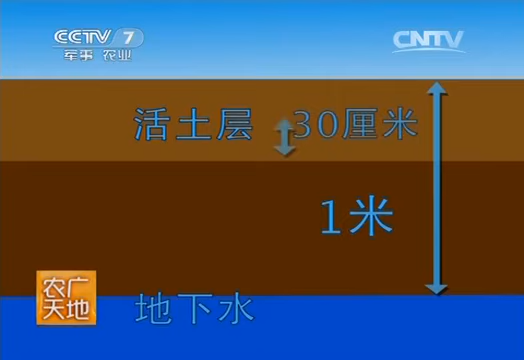 CCTV 7
军事 农业
CNTV
活土层 30厘米
1米
农广
天地
地下水